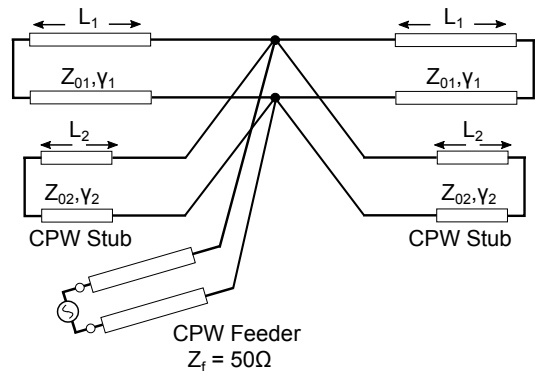 L₁
L₁
Z₀₁,γ₁
Z₀₁,γ₁
L₂
L₂
Z₀₂,γ₂
Z₀₂,γ₂
CPW Stub
CPW Stub
CPW Feeder
Z_f = 50Ω